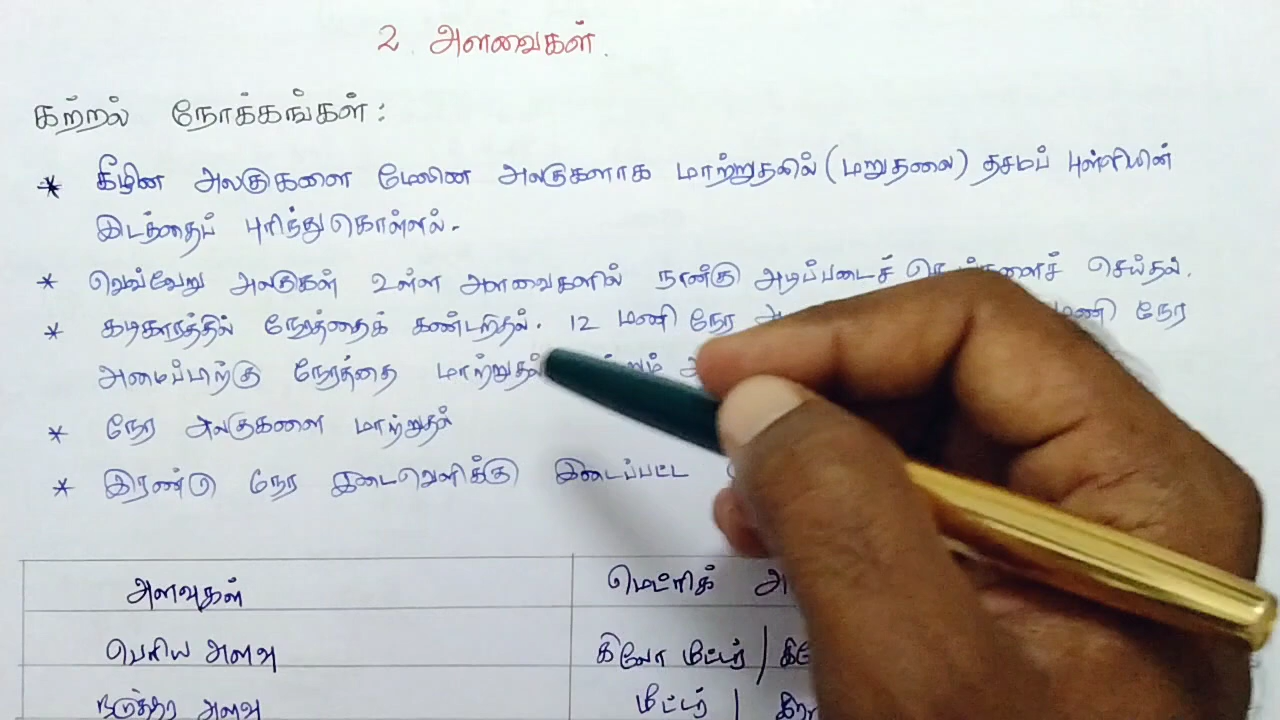 2. அளவைகள்.
கற்றல் நோக்கங்கள்:
* கீழின அலகுகளை மேலின அலகுகளாக மாற்றுதலில் (மறுதலை) தசமப் புள்ளியின்
இடத்தைப் புரிந்துகொள்ளல்.
* வெவ்வேறு அலகுகள் உள்ள அளவைகளில் நான்கு அடிப்படைச் செய்தல்.
* கடிகாரத்தில் நேரத்தைக் கண்டறிதல். 12 மணி நேர மணி நேர
அமைப்பிற்கு நேரத்தை மாற்றுதல்
* நேர அலகுகளை மாற்றுதல்
* இரண்டு நேர இடைவெளிக்கு இடைப்பட்ட
அளவுகள் மெட்ரிக்
பெரிய அளவு கிலோ மீட்டர் /
நடுத்தர அளவு மீட்டர் /